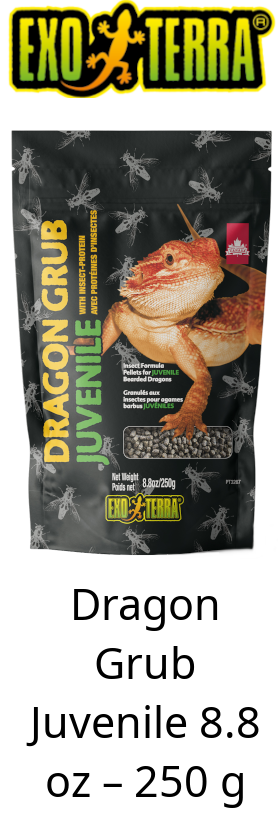 EXO TERRA®
DRAGON GRUB
WITH INSECT-PROTEIN
AVEC PROTÉINES D'INSECTES
JUVENILE
Insect Formula
Pellets for JUVENILE
Bearded Dragons
Granulés aux
insectes pour agames
barbus JUVÉNILES
Net Weight
Poids net
8.8oz/250g
PT3287
EXO TERRA
Dragon
Grub
Juvenile 8.8
oz – 250 g